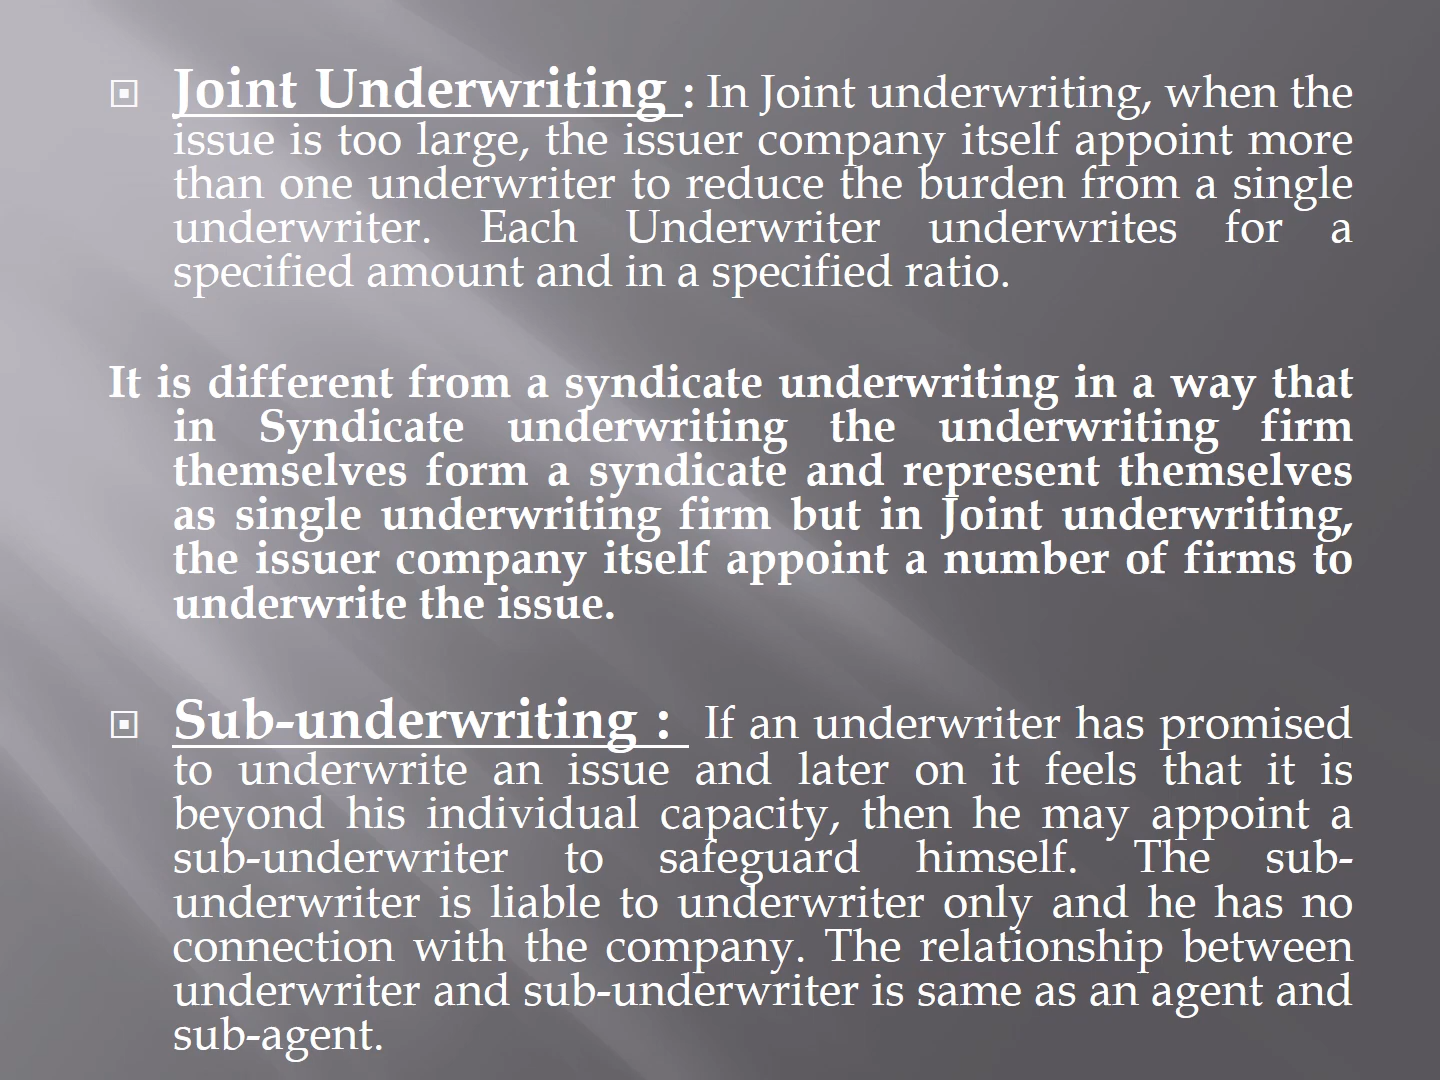 Joint Underwriting : In Joint underwriting, when the
issue is too large, the issuer company itself appoint more
than one underwriter to reduce the burden from a single
underwriter. Each Underwriter underwrites for a
specified amount and in a specified ratio.
It is different from a syndicate underwriting in a way that
in Syndicate underwriting the underwriting firm
themselves form a syndicate and represent themselves
as single underwriting firm but in Joint underwriting,
the issuer company itself appoint a number of firms to
underwrite the issue.
Sub-underwriting : If an underwriter has promised
to underwrite an issue and later on it feels that it is
beyond his individual capacity, then he may appoint a
sub-underwriter to safeguard himself. The sub-
underwriter is liable to underwriter only and he has no
connection with the company. The relationship between
underwriter and sub-underwriter is same as an agent and
sub-agent.